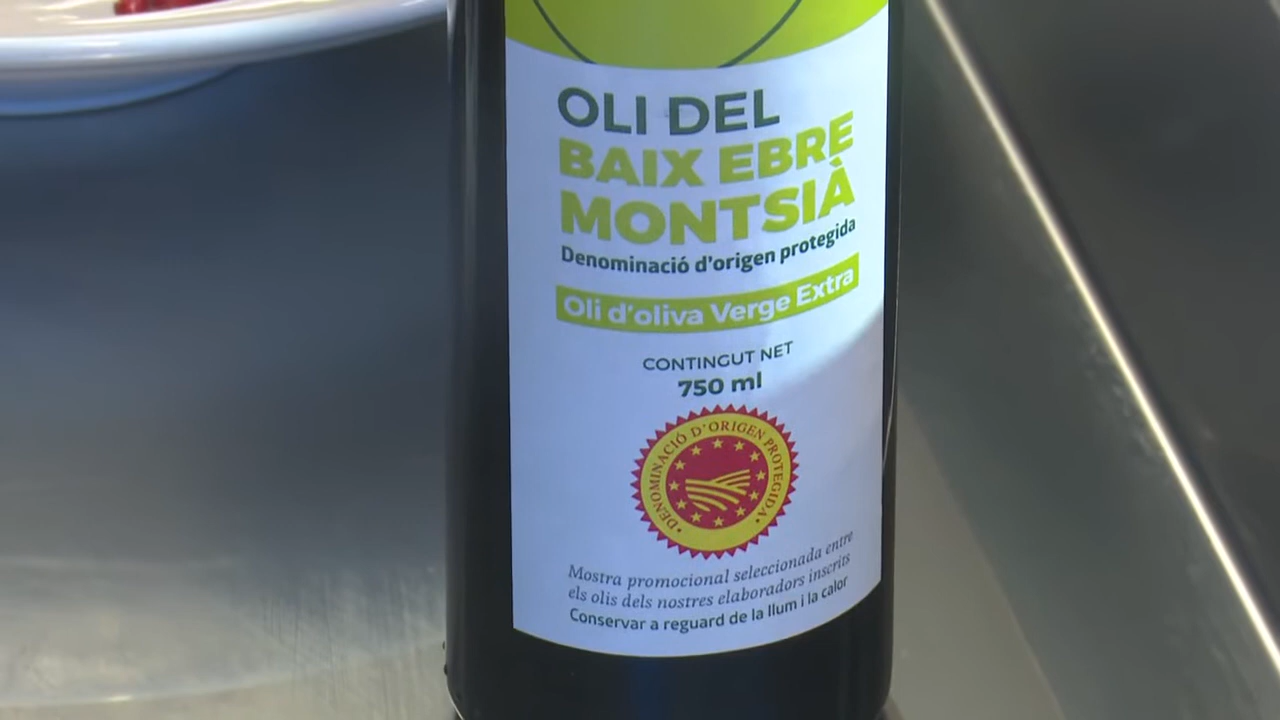 OLI DEL
BAIX EBRE
MONTSIÀ
Denominació d'origen protegida
Oli d'oliva Verge Extra
CONTINGUT NET
750 ml
DENOMINACIÓ D'ORIGEN PROTEGIDA
Mostra promocional seleccionada entre
els olis dels nostres elaboradors inscrits
Conservar a reguard de la llum i la calor